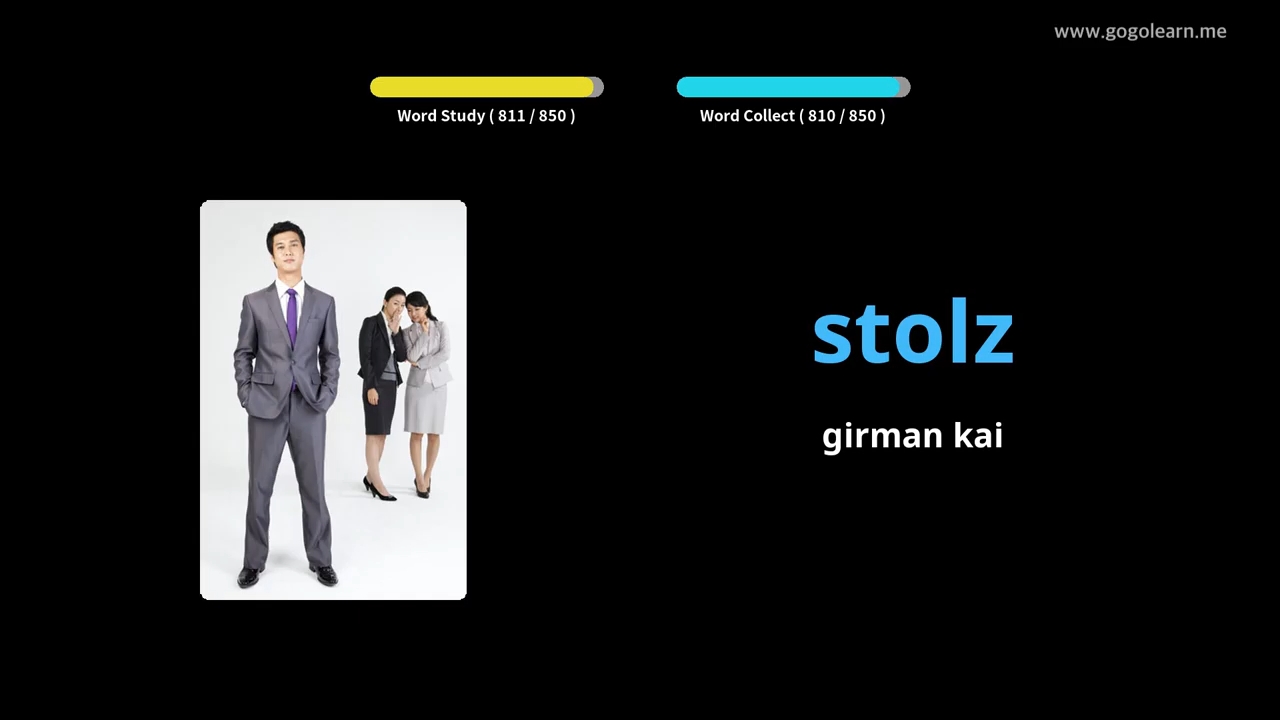 www.gogolearn.me
Word Study ( 811 / 850 )
Word Collect ( 810 / 850 )
stolz
girman kai